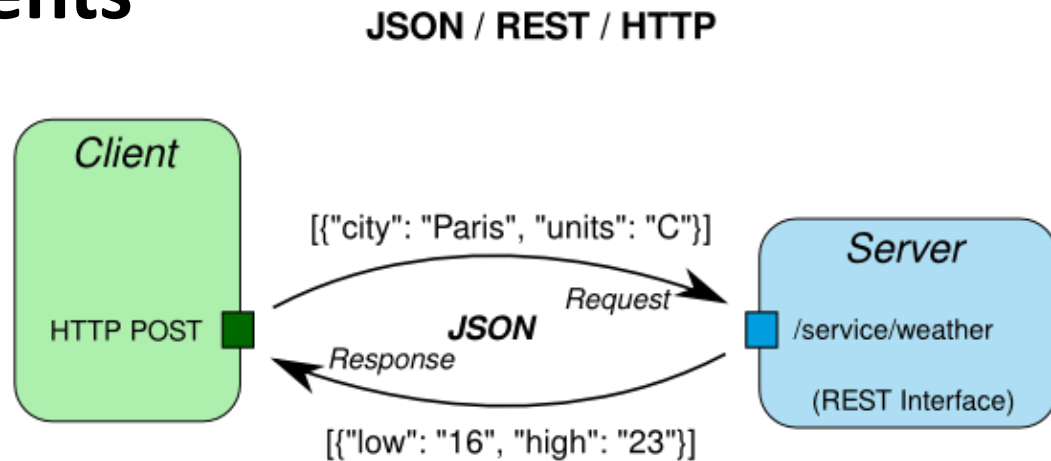 JSON / REST / HTTP
Client
[{"city": "Paris", "units": "C"}]
Server
Request
HTTP POST
JSON
/service/weather
Response
(REST Interface)
[{"low": "16", "high": "23"}]